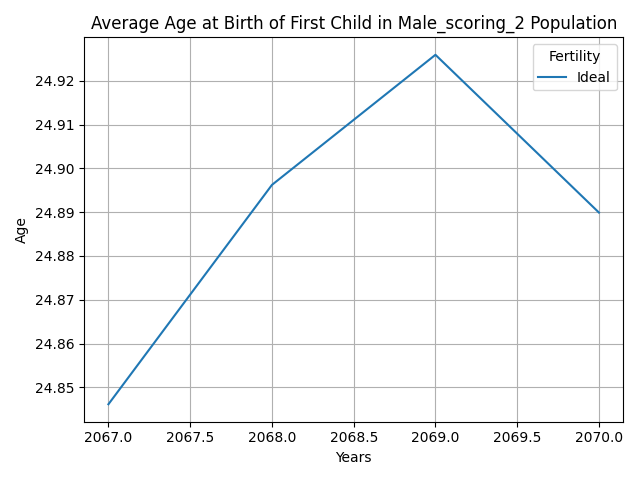 Average Age at Birth of First Child in Male_scoring_2 Population
Fertility
Ideal
24.92
24.91
24.90
24.89
24.88
24.87
24.86
24.85
Age
2067.0 2067.5 2068.0 2068.5 2069.0 2069.5 2070.0
Years